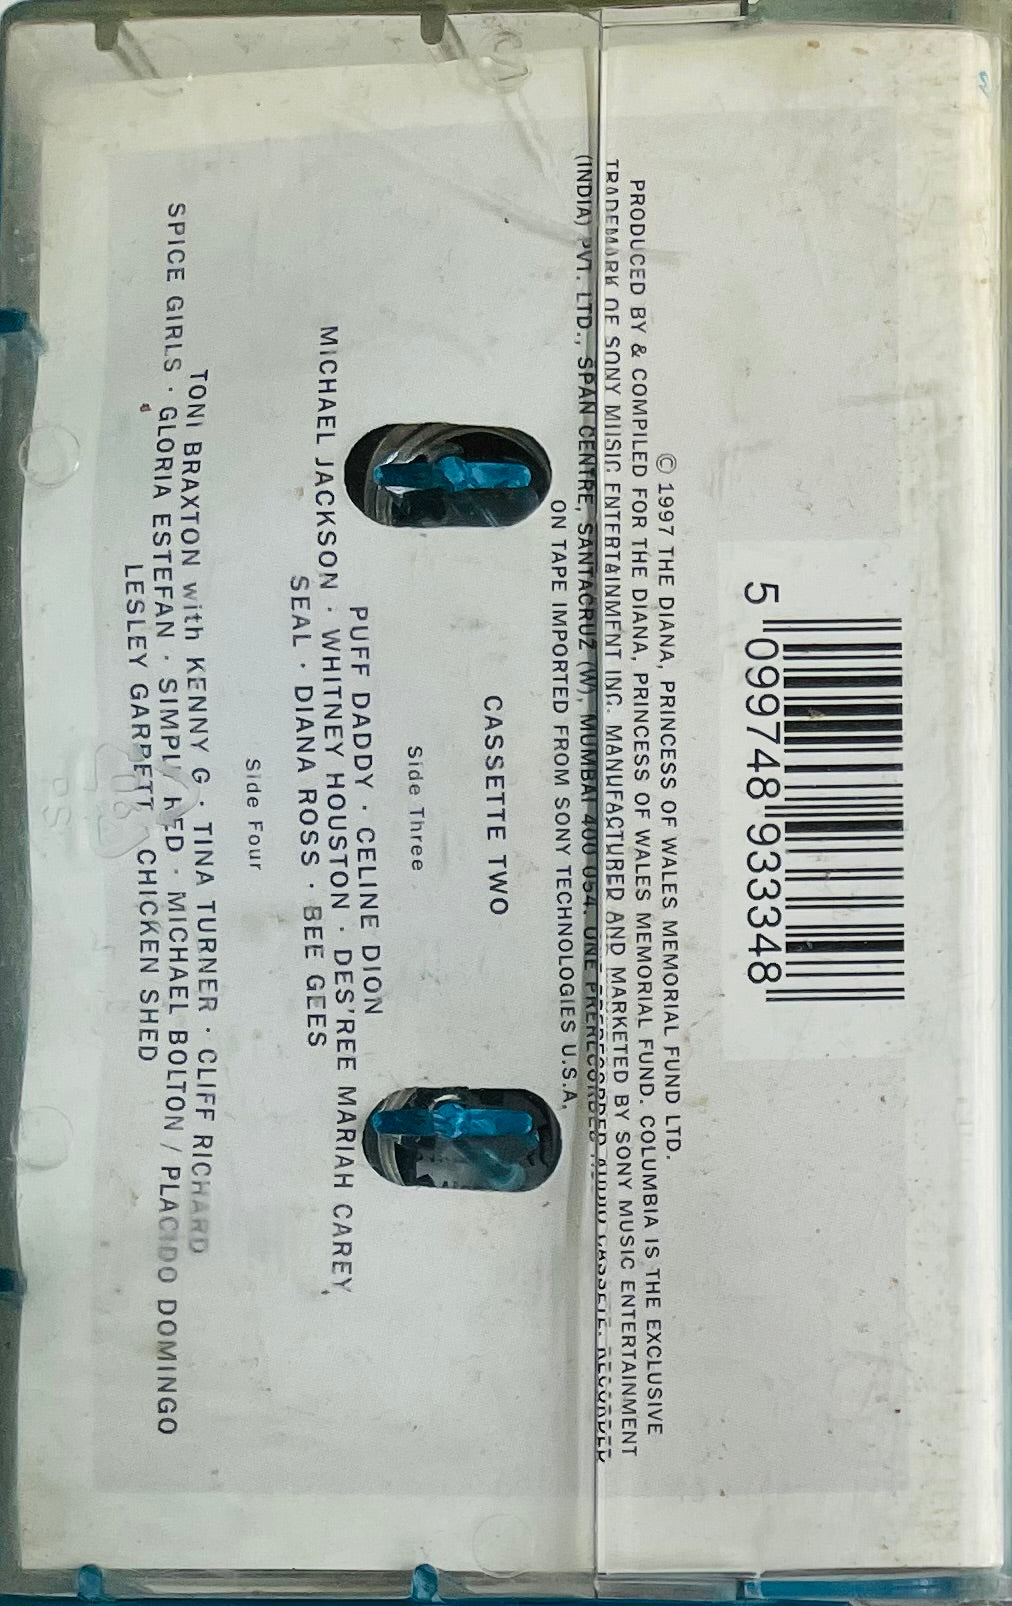 5 099748 933348
© 1997 THE DIANA, PRINCESS OF WALES MEMORIAL FUND LTD.
PRODUCED BY & COMPILED FOR THE DIANA, PRINCESS OF WALES MEMORIAL FUND. COLUMBIA IS THE EXCLUSIVE
TRADEMARK OF SONY MUSIC ENTERTAINMENT INC. MANUFACTURED AND MARKETED BY SONY MUSIC ENTERTAINMENT
(INDIA) PVT. LTD., SPAN CENTRE, SANTACRUZ (W), MUMBAI 400 054. ONE PRERECORDED AUDIO CASSETE. RECORDED
ON TAPE IMPORTED FROM SONY TECHNOLOGIES U.S.A.
CASSETTE TWO
Side Three
PUFF DADDY · CELINE DION
MICHAEL JACKSON · WHITNEY HOUSTON · DES'REE MARIAH CAREY
SEAL · DIANA ROSS · BEE GEES
Side Four
TONI BRAXTON with KENNY G · TINA TURNER · CLIFF RICHARD
SPICE GIRLS · GLORIA ESTEFAN · SIMPLY RED · MICHAEL BOLTON / PLACIDO DOMINGO
LESLEY GARRETT · CHICKEN SHED